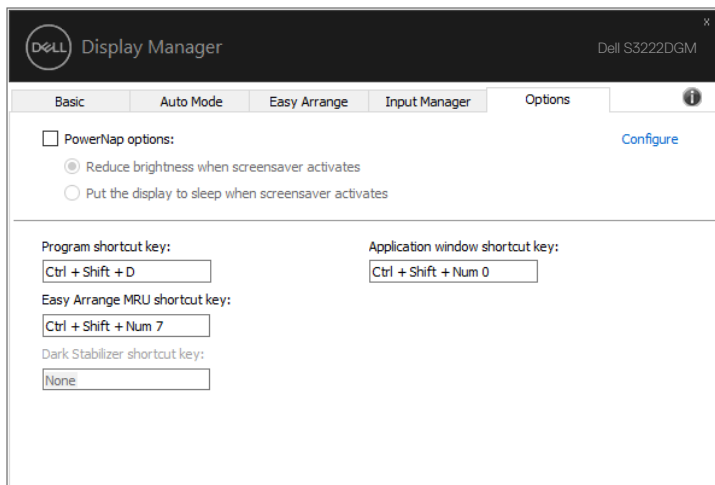 x
DELL
Display Manager
Dell S3222DGM
Basic
Auto Mode
Easy Arrange
Input Manager
Options
i
PowerNap options:
Configure
Reduce brightness when screensaver activates
Put the display to sleep when screensaver activates
Program shortcut key:
Application window shortcut key:
Ctrl + Shift + D
Ctrl + Shift + Num 0
Easy Arrange MRU shortcut key:
Ctrl + Shift + Num 7
Dark Stabilizer shortcut key:
None